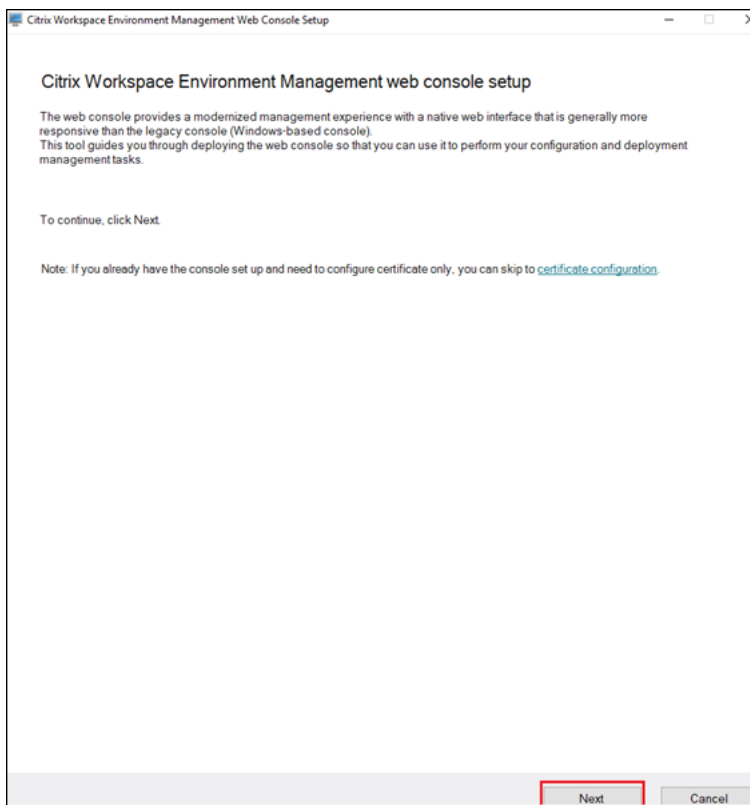 Citrix Workspace Environment Management Web Console Setup
Citrix Workspace Environment Management web console setup
The web console provides a modernized management experience with a native web interface that is generally more
responsive than the legacy console (Windows-based console).
This tool guides you through deploying the web console so that you can use it to perform your configuration and deployment
management tasks.
To continue, click Next.
Note: If you already have the console set up and need to configure certificate only, you can skip to certificate configuration.
Next
Cancel